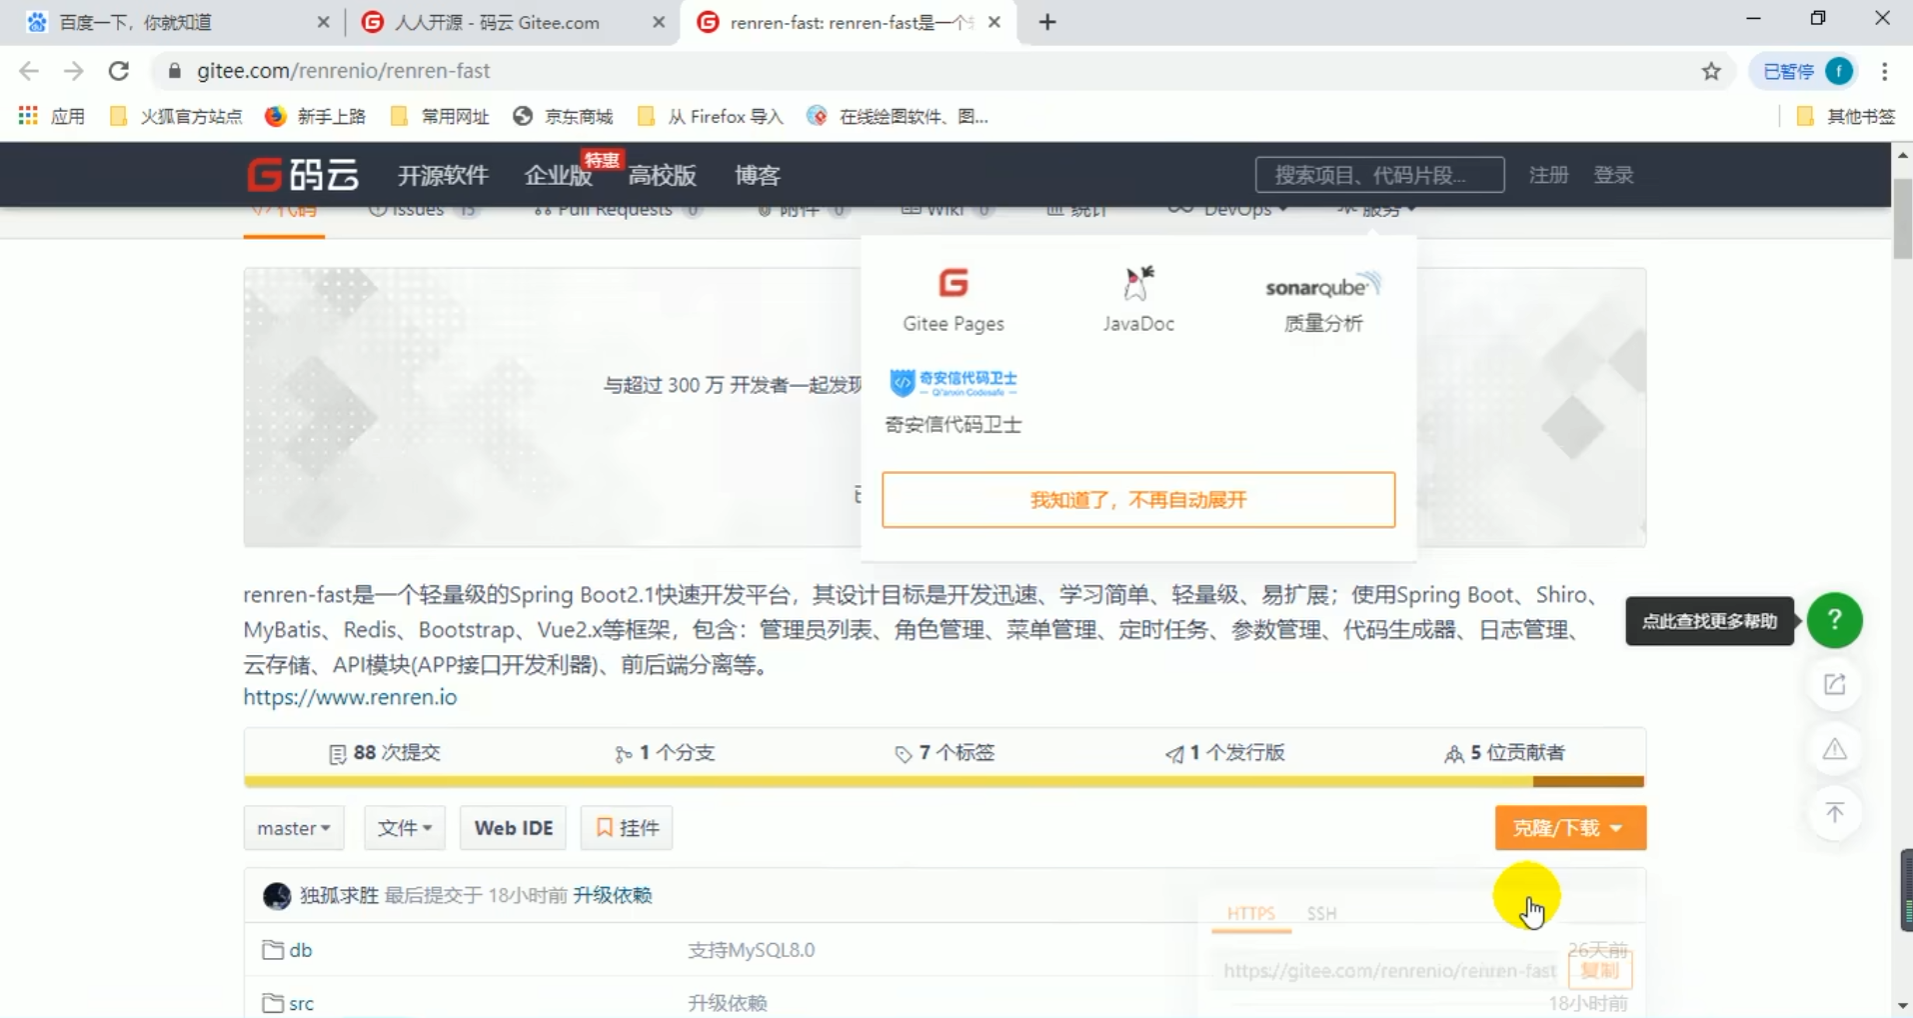 百度一下，你就知道
人人开源 - 码云 Gitee.com
renren-fast: renren-fast是一个
gitee.com/renrenio/renren-fast
已暂停
f
应用
火狐官方站点
新手上路
常用网址
京东商城
从 Firefox 导入
在线绘图软件、图...
其他书签
G码云
开源软件
企业版
特惠
高校版
博客
搜索项目、代码片段...
注册
登录
代码
Issues 15
Pull Requests 0
附件 0
Wiki 0
统计
DevOps
服务
Gitee Pages
JavaDoc
sonarqube
质量分析
奇安信代码卫士
Qi'anxin Codesafe
奇安信代码卫士
与超过 300 万 开发者一起发现
我知道了，不再自动展开
renren-fast是一个轻量级的Spring Boot2.1快速开发平台，其设计目标是开发迅速、学习简单、轻量级、易扩展；使用Spring Boot、Shiro、
MyBatis、Redis、Bootstrap、Vue2.x等框架，包含：管理员列表、角色管理、菜单管理、定时任务、参数管理、代码生成器、日志管理、
云存储、API模块(APP接口开发利器)、前后端分离等。
https://www.renren.io
点此查找更多帮助
?
88 次提交
1 个分支
7 个标签
1 个发行版
5 位贡献者
master
文件
Web IDE
挂件
克隆/下载
独孤求胜 最后提交于 18小时前 升级依赖
HTTPS
SSH
db
支持MySQL8.0
26天前
https://gitee.com/renrenio/renren-fast
复制
src
升级依赖
18小时前